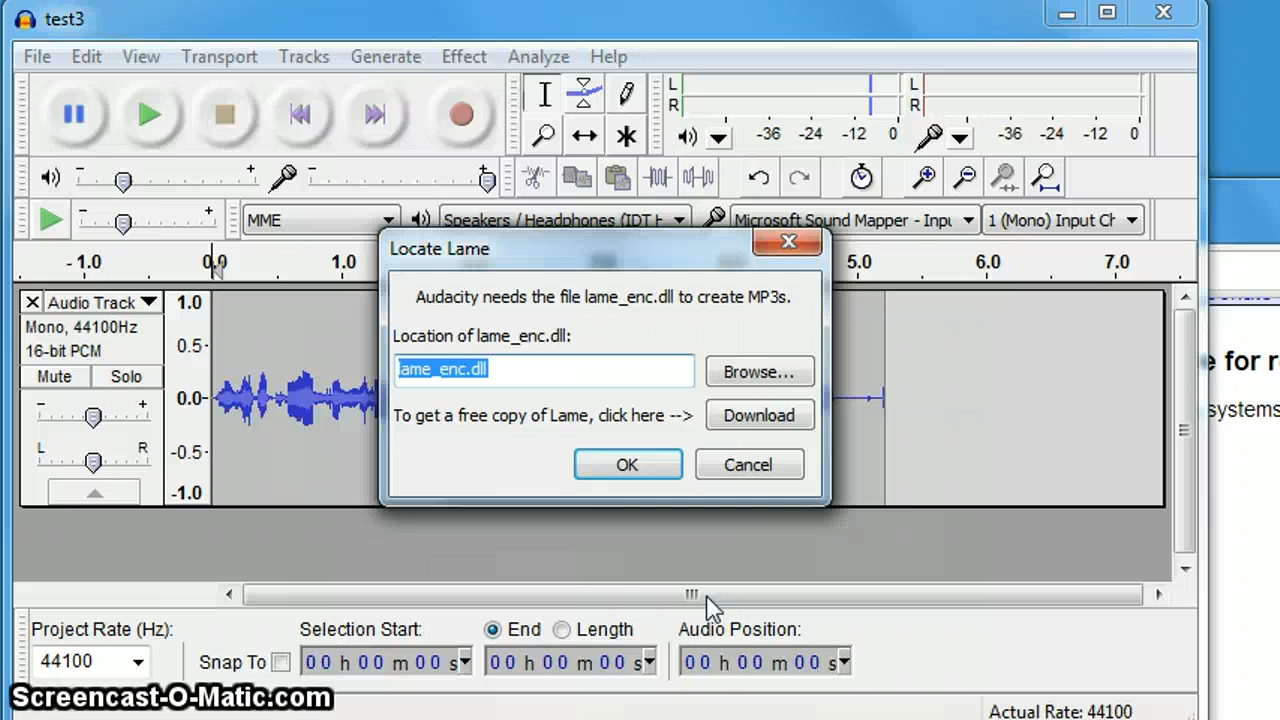 test3
File Edit View Transport Tracks Generate Effect Analyze Help
L
R
-36 -24 -12 0
L
R
-36 -24 -12 0
- + - +
- +
MME
Speakers / Headphones (IDT H
Microsoft Sound Mapper - Inpu
1 (Mono) Input Ch
- 1.0 0.0 1.0 5.0 6.0 7.0
Audio Track
Mono, 44100Hz
16-bit PCM
Mute Solo
- +
L R
1.0
0.5-
0.0-
-0.5-
-1.0
Locate Lame
Audacity needs the file lame_enc.dll to create MP3s.
Location of lame_enc.dll:
lame_enc.dll
Browse...
To get a free copy of Lame, click here -->
Download
OK
Cancel
e for r
systems
Project Rate (Hz):
44100
Snap To
Selection Start:
00 h 00 m 00 s
End Length
00 h 00 m 00 s
Audio Position:
00 h 00 m 00 s
Screencast-O-Matic.com
Actual Rate: 44100